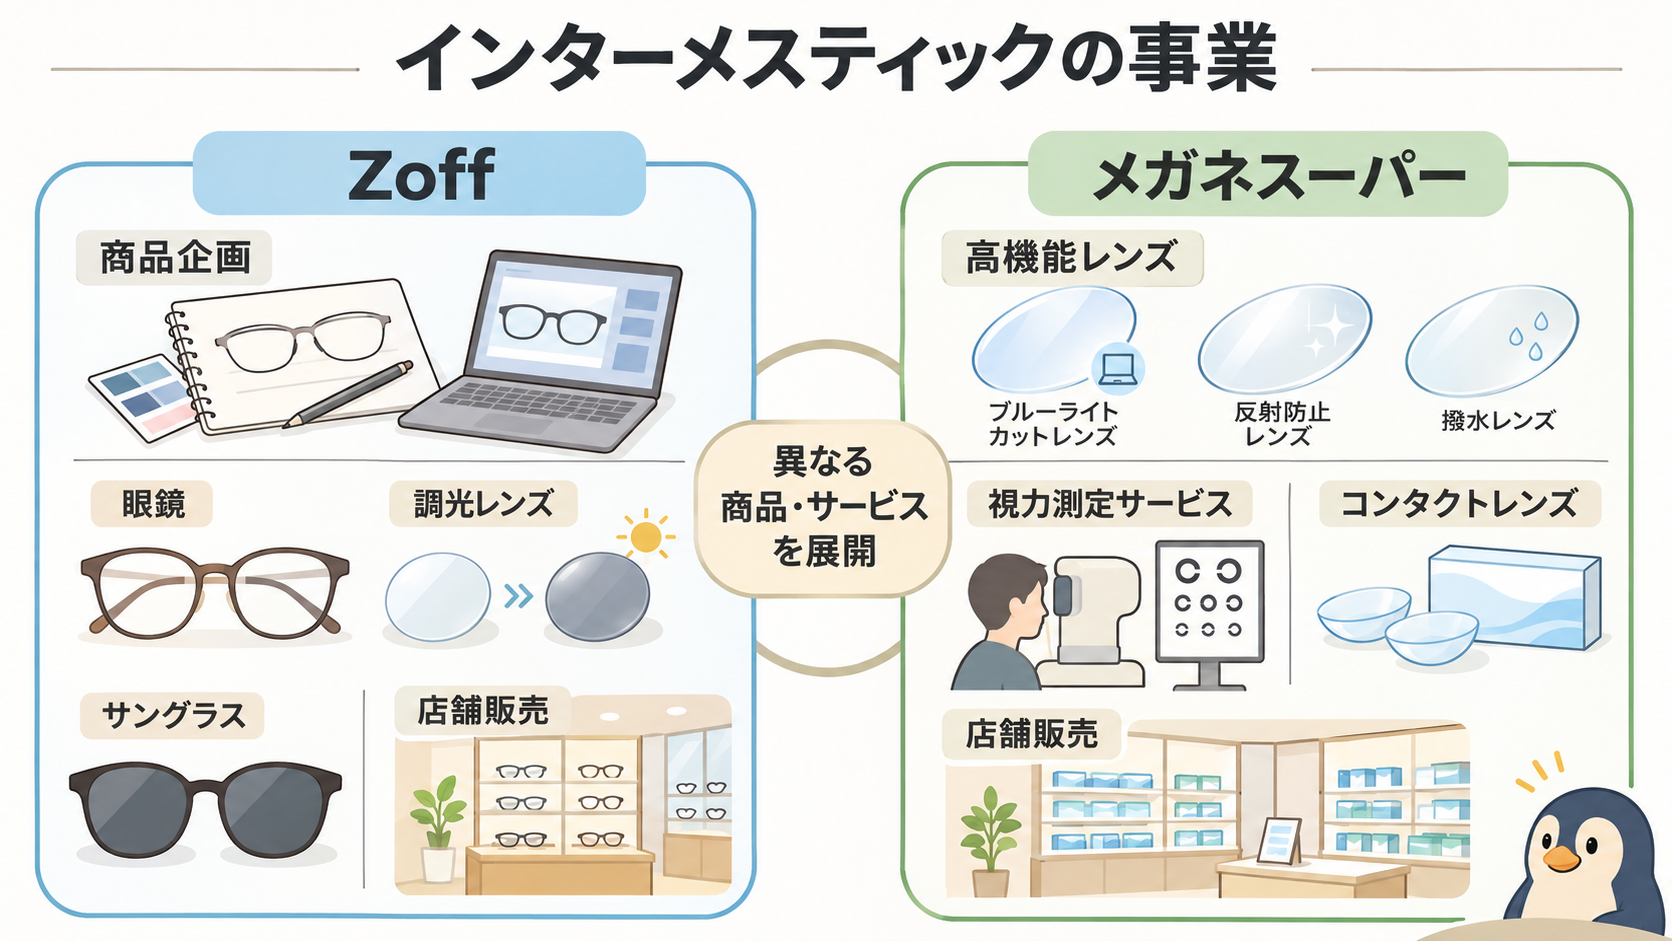 インターメスティックの事業
Zoff
商品企画
眼鏡
調光レンズ
サングラス
店舗販売
異なる
商品・サービス
を展開
メガネスーパー
高機能レンズ
ブルーライト
カットレンズ
反射防止
レンズ
撥水レンズ
視力測定サービス
コンタクトレンズ
店舗販売